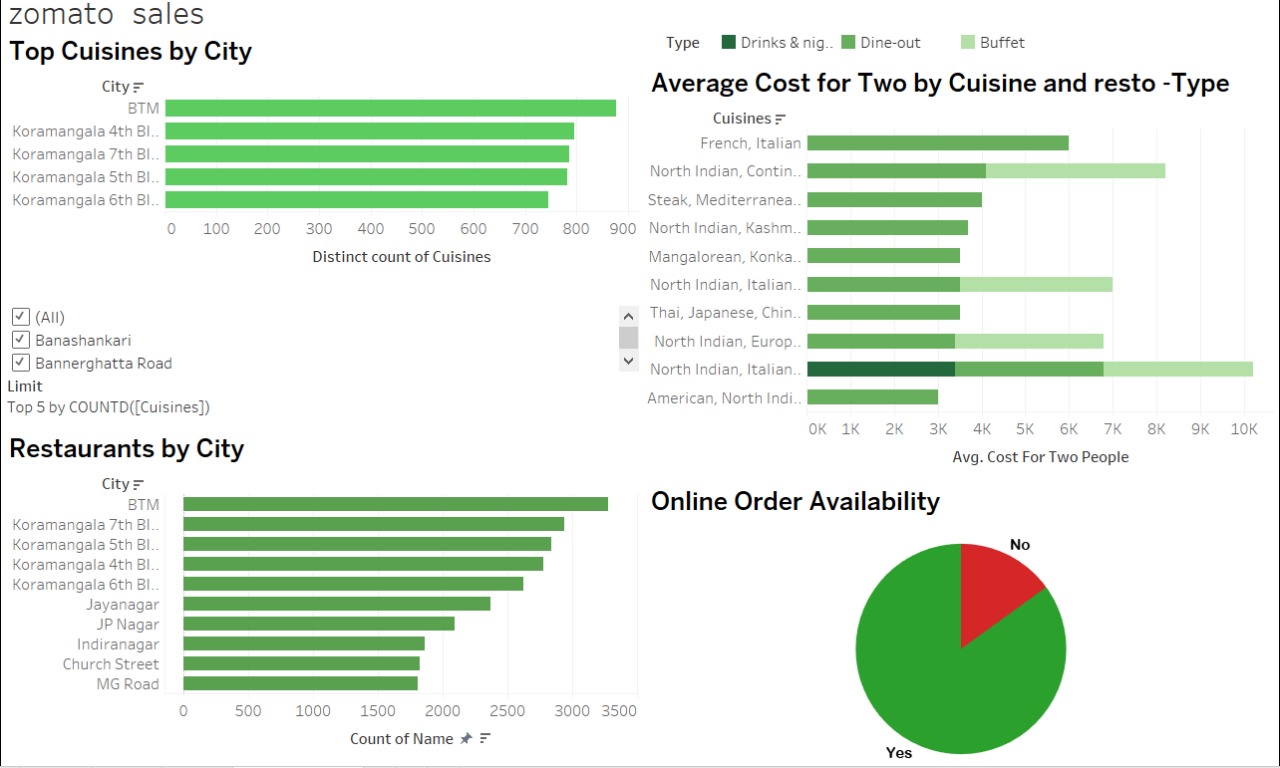 zomato sales
Top Cuisines by City
City
BTM
Koramangala 4th Bl..
Koramangala 7th Bl..
Koramangala 5th Bl..
Koramangala 6th Bl..
0 100 200 300 400 500 600 700 800 900
Distinct count of Cuisines
(All)
Banashankari
Bannerghatta Road
Limit
Top 5 by COUNTD([Cuisines])
Restaurants by City
City
BTM
Koramangala 7th Bl..
Koramangala 5th Bl..
Koramangala 4th Bl..
Koramangala 6th Bl..
Jayanagar
JP Nagar
Indiranagar
Church Street
MG Road
0 500 1000 1500 2000 2500 3000 3500
Count of Name
Type Drinks & nig.. Dine-out Buffet
Average Cost for Two by Cuisine and resto -Type
Cuisines
French, Italian
North Indian, Contin..
Steak, Mediterranea..
North Indian, Kashm..
Mangalorean, Konka..
North Indian, Italian..
Thai, Japanese, Chin..
North Indian, Europ..
North Indian, Italian..
American, North Indi..
0K 1K 2K 3K 4K 5K 6K 7K 8K 9K 10K
Avg. Cost For Two People
Online Order Availability
No
Yes